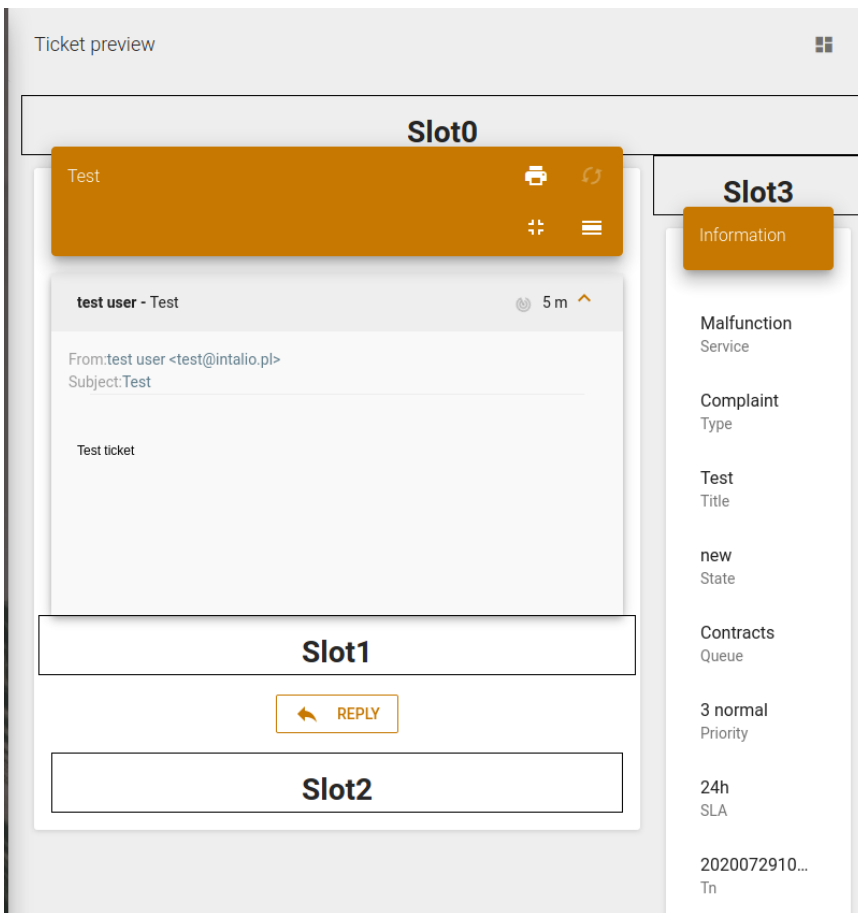 Ticket preview
Slot0
Test
test user - Test
5 m
From:test user <test@intalio.pl>
Subject:Test
Test ticket
Slot1
REPLY
Slot2
Slot3
Information
Malfunction
Service
Complaint
Type
Test
Title
new
State
Contracts
Queue
3 normal
Priority
24h
SLA
2020072910...
Tn